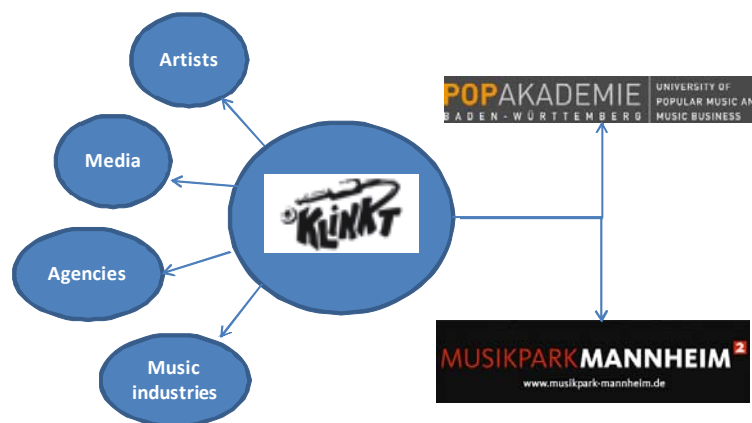 Artists
Media
Agencies
Music
industries
KLINKT
POPAKADEMIE
BADEN-WÜRTTEMBERG
UNIVERSITY OF
POPULAR MUSIC AN
MUSIC BUSINESS
MUSIKPARKMANNHEIM²
www.musikpark-mannheim.de